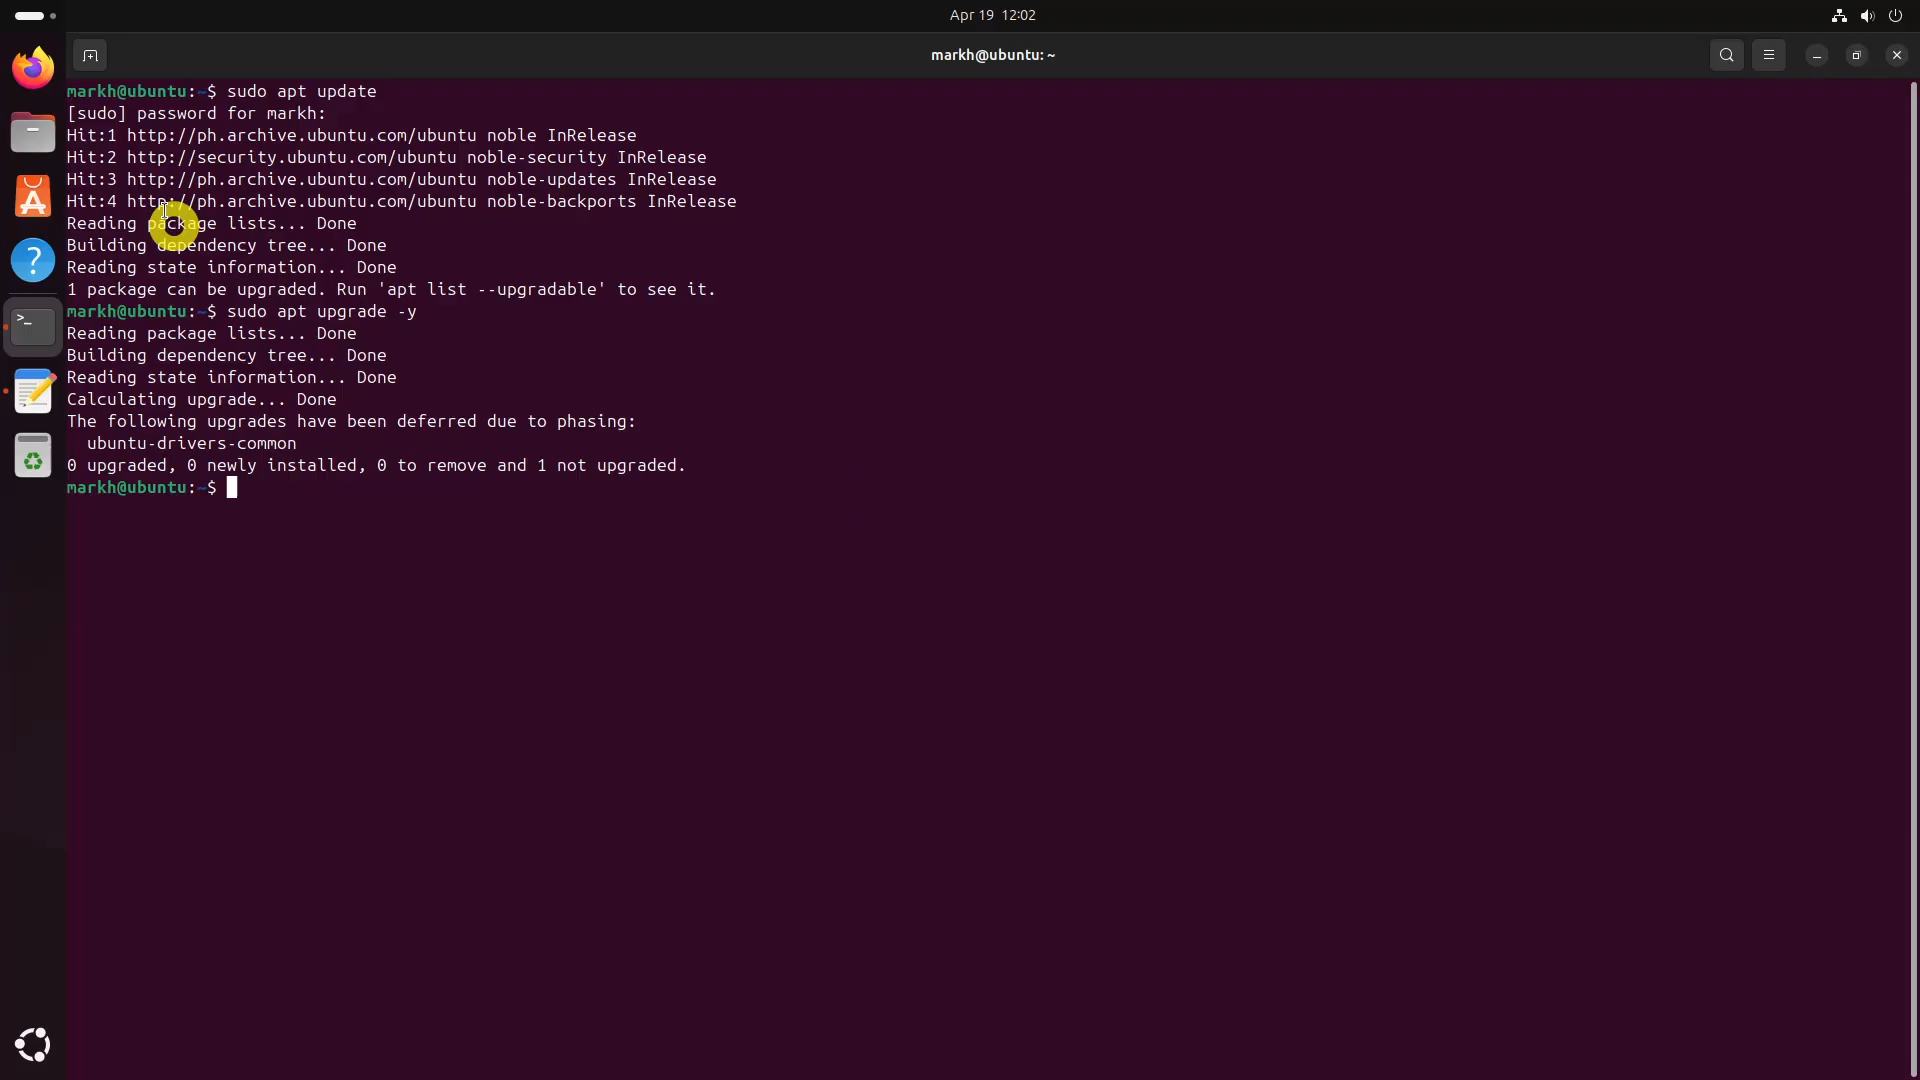 Apr 19 12:02
markh@ubuntu: ~
markh@ubuntu:~$ sudo apt update
[sudo] password for markh:
Hit:1 http://ph.archive.ubuntu.com/ubuntu noble InRelease
Hit:2 http://security.ubuntu.com/ubuntu noble-security InRelease
Hit:3 http://ph.archive.ubuntu.com/ubuntu noble-updates InRelease
Hit:4 http://ph.archive.ubuntu.com/ubuntu noble-backports InRelease
Reading package lists... Done
Building dependency tree... Done
Reading state information... Done
1 package can be upgraded. Run 'apt list --upgradable' to see it.
markh@ubuntu:~$ sudo apt upgrade -y
Reading package lists... Done
Building dependency tree... Done
Reading state information... Done
Calculating upgrade... Done
The following upgrades have been deferred due to phasing:
  ubuntu-drivers-common
0 upgraded, 0 newly installed, 0 to remove and 1 not upgraded.
markh@ubuntu:~$